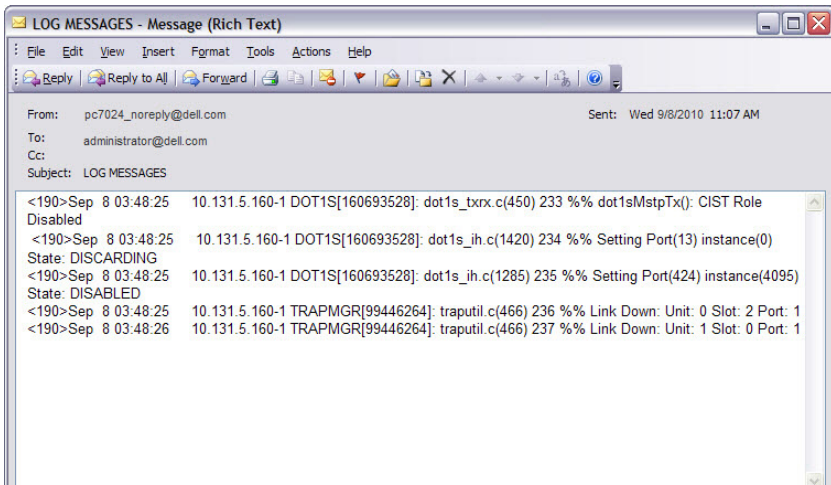 LOG MESSAGES - Message (Rich Text)
File Edit View Insert Format Tools Actions Help
Reply Reply to All Forward
From: pc7024_noreply@dell.com Sent: Wed 9/8/2010 11:07 AM
To: administrator@dell.com
Cc:
Subject: LOG MESSAGES
<190>Sep 8 03:48:25 10.131.5.160-1 DOT1S[160693528]: dot1s_txrx.c(450) 233 %% dot1sMstpTx(): CIST Role
Disabled
<190>Sep 8 03:48:25 10.131.5.160-1 DOT1S[160693528]: dot1s_ih.c(1420) 234 %% Setting Port(13) instance(0)
State: DISCARDING
<190>Sep 8 03:48:25 10.131.5.160-1 DOT1S[160693528]: dot1s_ih.c(1285) 235 %% Setting Port(424) instance(4095)
State: DISABLED
<190>Sep 8 03:48:25 10.131.5.160-1 TRAPMGR[99446264]: traputil.c(466) 236 %% Link Down: Unit: 0 Slot: 2 Port: 1
<190>Sep 8 03:48:26 10.131.5.160-1 TRAPMGR[99446264]: traputil.c(466) 237 %% Link Down: Unit: 1 Slot: 0 Port: 1